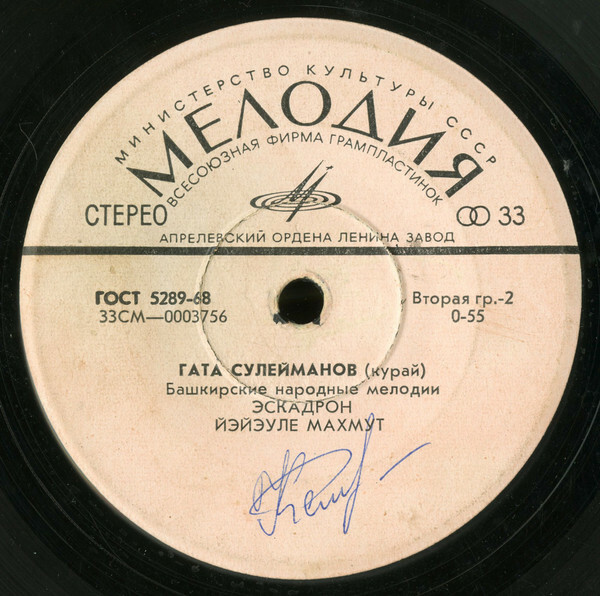 МИНИСТЕРСТВО КУЛЬТУРЫ СССР
МЕЛОДИЯ
ВСЕСОЮЗНАЯ ФИРМА ГРАМПЛАСТИНОК
СТЕРЕО 33
АПРЕЛЕВСКИЙ ОРДЕНА ЛЕНИНА ЗАВОД
ГОСТ 5289-68 Вторая гр.-2
33СМ—0003756 0-55
ГАТА СУЛЕЙМАНОВ (курай)
Башкирские народные мелодии
ЭСКАДРОН
ЙЭЙЭУЛЕ МАХМУТ